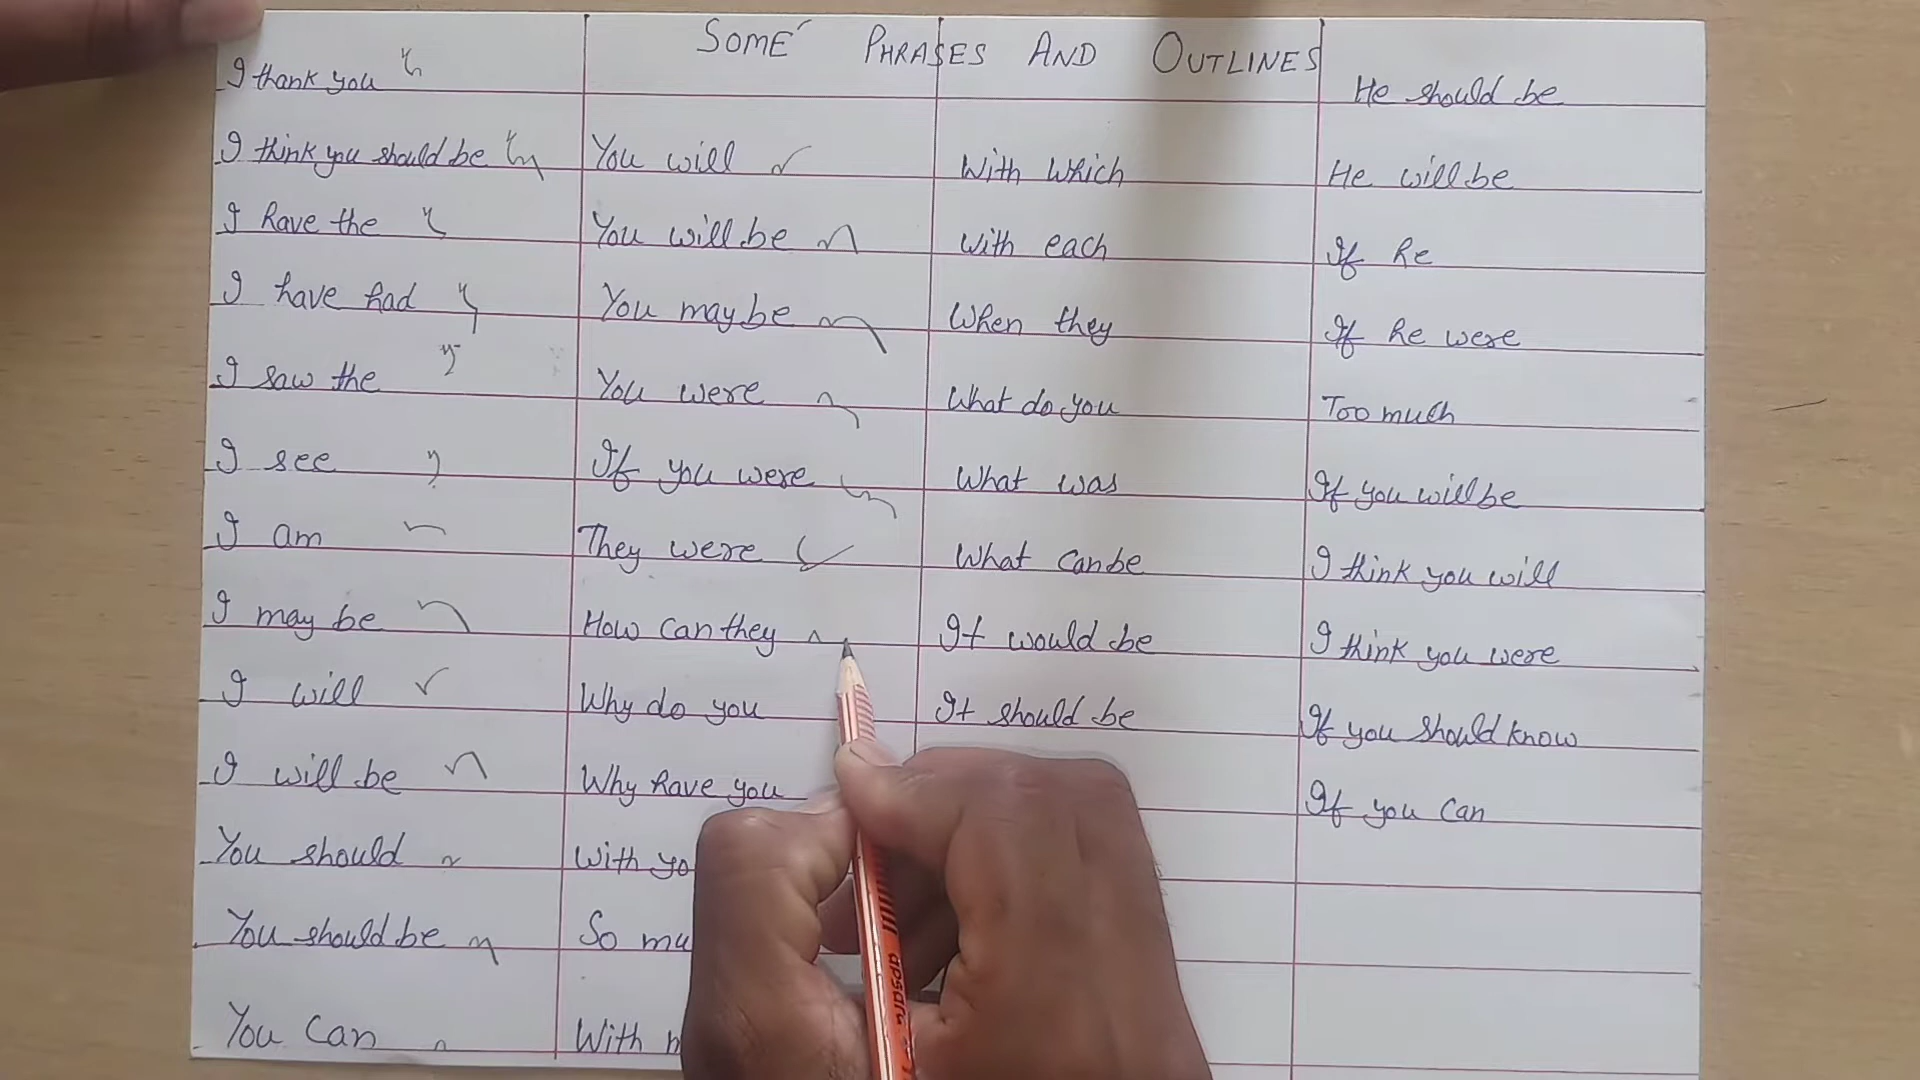 SOME PHRASES AND OUTLINES
I thank you
I think you should be
I have the
I have had
I saw the
I see
I am
I may be
I will
I will be
You should
You should be
You can
You will
You will be
You may be
You were
If you were
They were
How can they
Why do you
Why have you
With
So
With
With which
With each
When they
What do you
What was
What can be
It would be
It should be
He should be
He will be
If he
If he were
Too much
If you will be
I think you will
I think you were
If you should know
If you can
apsara